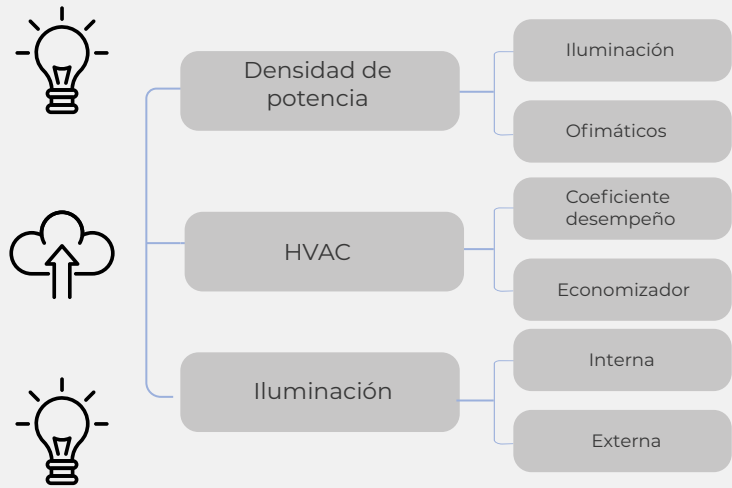 Densidad de
potencia
Iluminación
Ofimáticos
HVAC
Coeficiente
desempeño
Economizador
Iluminación
Interna
Externa